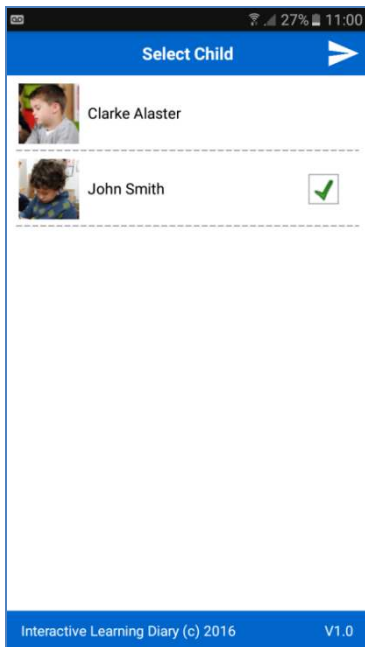 27% 11:00
Select Child
Clarke Alaster
John Smith
Interactive Learning Diary (c) 2016 V1.0